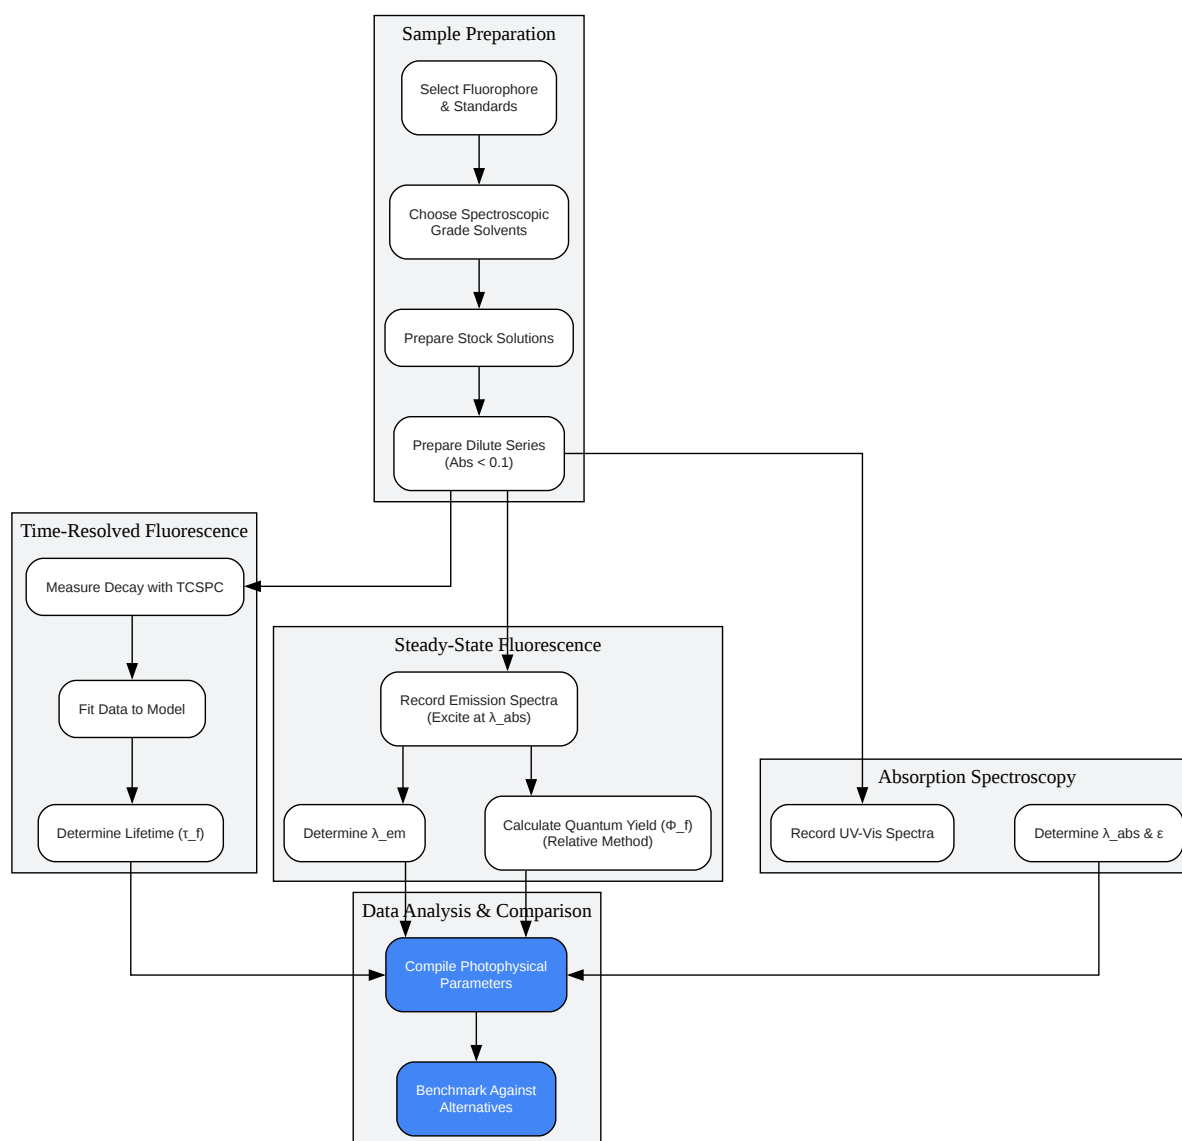 Sample Preparation
Select Fluorophore
& Standards
Choose Spectroscopic
Grade Solvents
Prepare Stock Solutions
Prepare Dilute Series
(Abs < 0.1)
Time-Resolved Fluorescence
Measure Decay with TCSPC
Fit Data to Model
Determine Lifetime (τ_f)
Steady-State Fluorescence
Record Emission Spectra
(Excite at λ_abs)
Determine λ_em
Calculate Quantum Yield (Φ_f)
(Relative Method)
Absorption Spectroscopy
Record UV-Vis Spectra
Determine λ_abs & ε
Data Analysis & Comparison
Compile Photophysical
Parameters
Benchmark Against
Alternatives